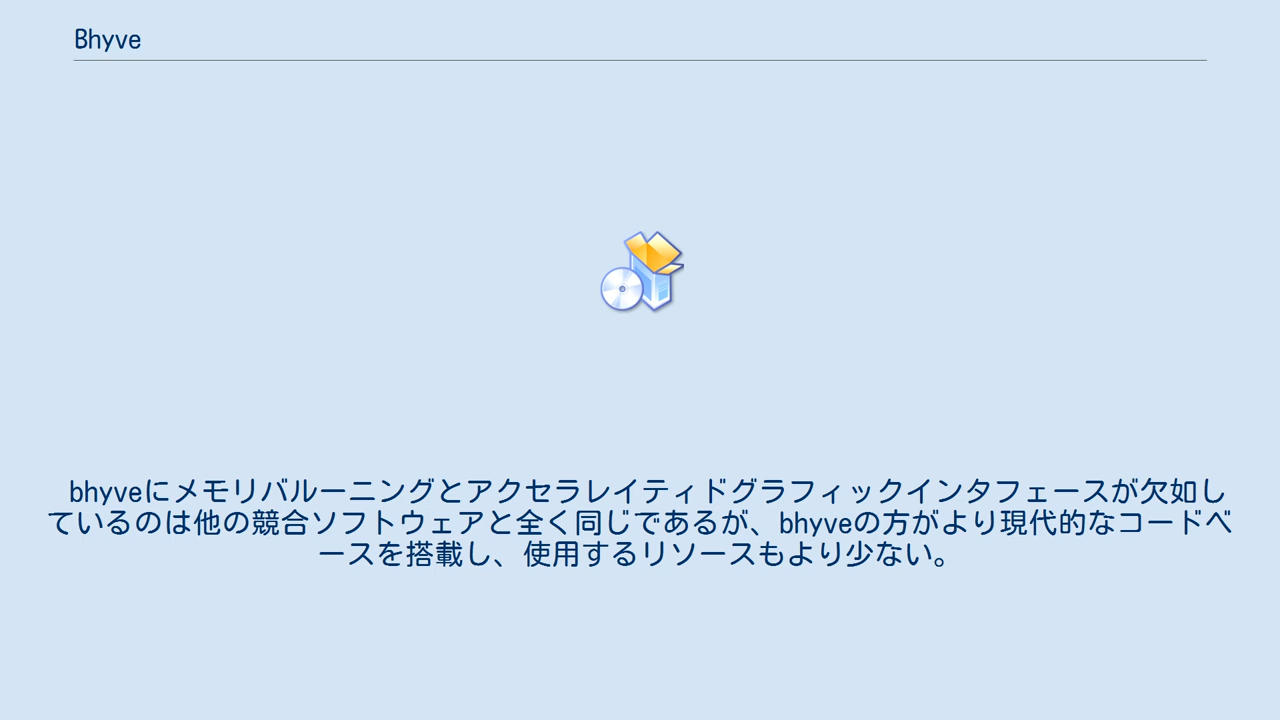 Bhyve
bhyveにメモリバルーニングとアクセラレイティドグラフィックインタフェースが欠如し
ているのは他の競合ソフトウェアと全く同じであるが、bhyveの方がより現代的なコードベ
ースを搭載し、使用するリソースもより少ない。